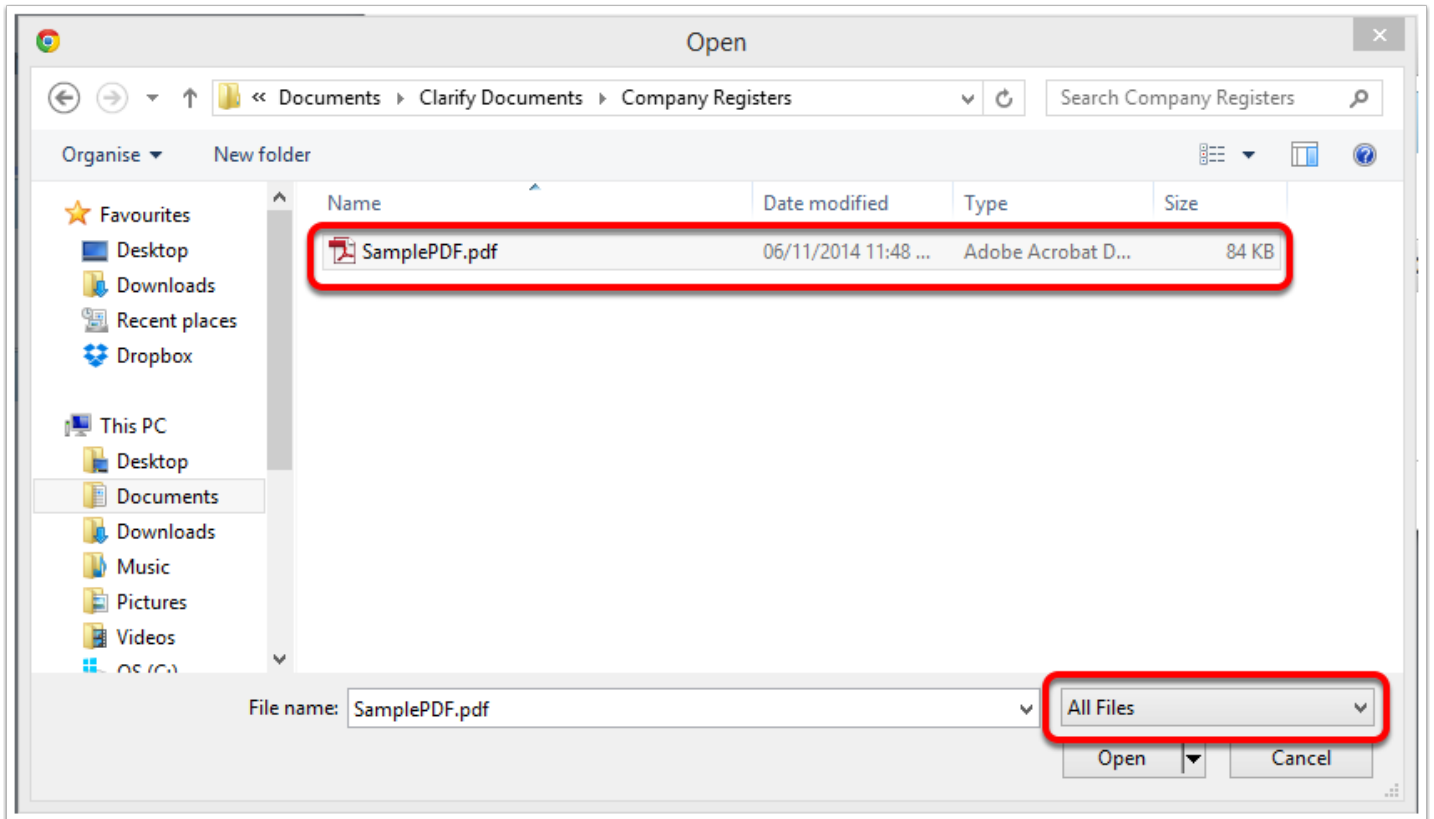 Open
« Documents Clarify Documents Company Registers
Search Company Registers
Organise New folder
Name Date modified Type Size
SamplePDF.pdf 06/11/2014 11:48 ... Adobe Acrobat D... 84 KB
Favourites
Desktop
Downloads
Recent places
Dropbox
This PC
Desktop
Documents
Downloads
Music
Pictures
Videos
OS (C:)
File name: SamplePDF.pdf All Files
Open Cancel